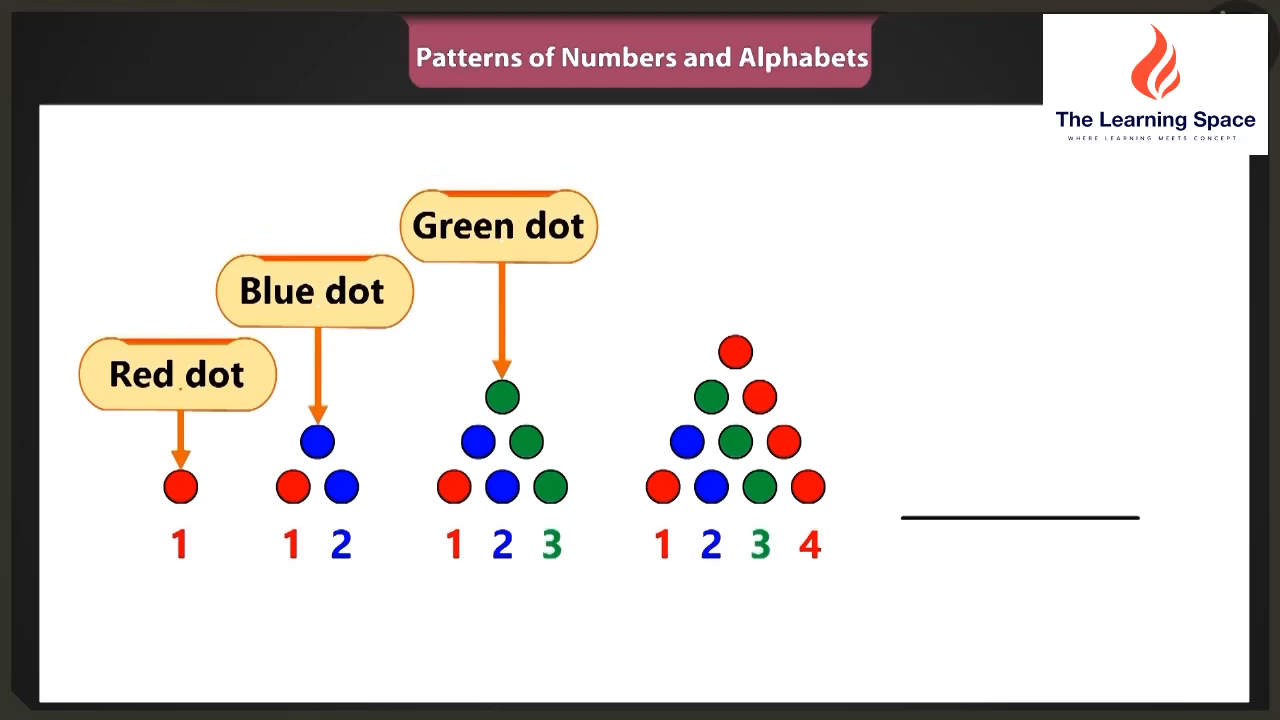 Patterns of Numbers and Alphabets
The Learning Space
WHERE LEARNING MEETS CONCEPT
Green dot
Blue dot
Red dot
1 1 2 1 2 3 1 2 3 4